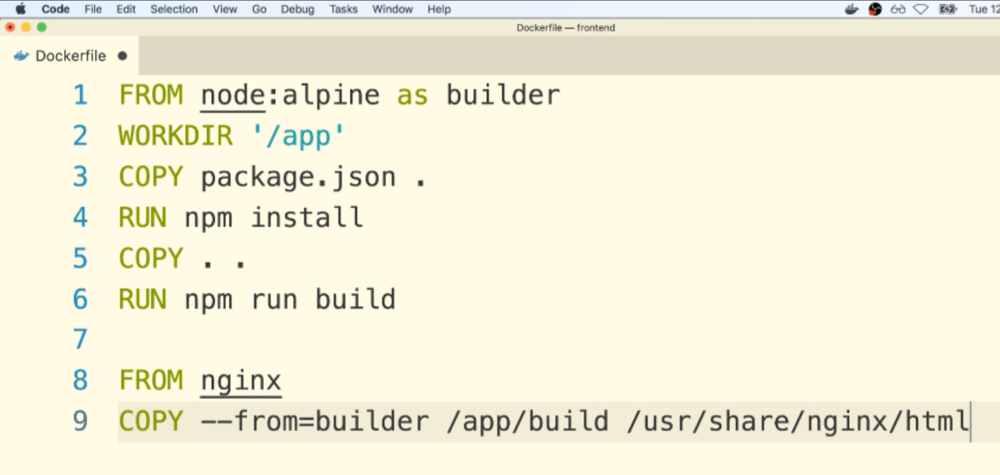 Code File Edit Selection View Go Debug Tasks Window Help Tue 12
Dockerfile — frontend
Dockerfile
1 FROM node:alpine as builder
2 WORKDIR '/app'
3 COPY package.json .
4 RUN npm install
5 COPY . .
6 RUN npm run build
7
8 FROM nginx
9 COPY --from=builder /app/build /usr/share/nginx/html